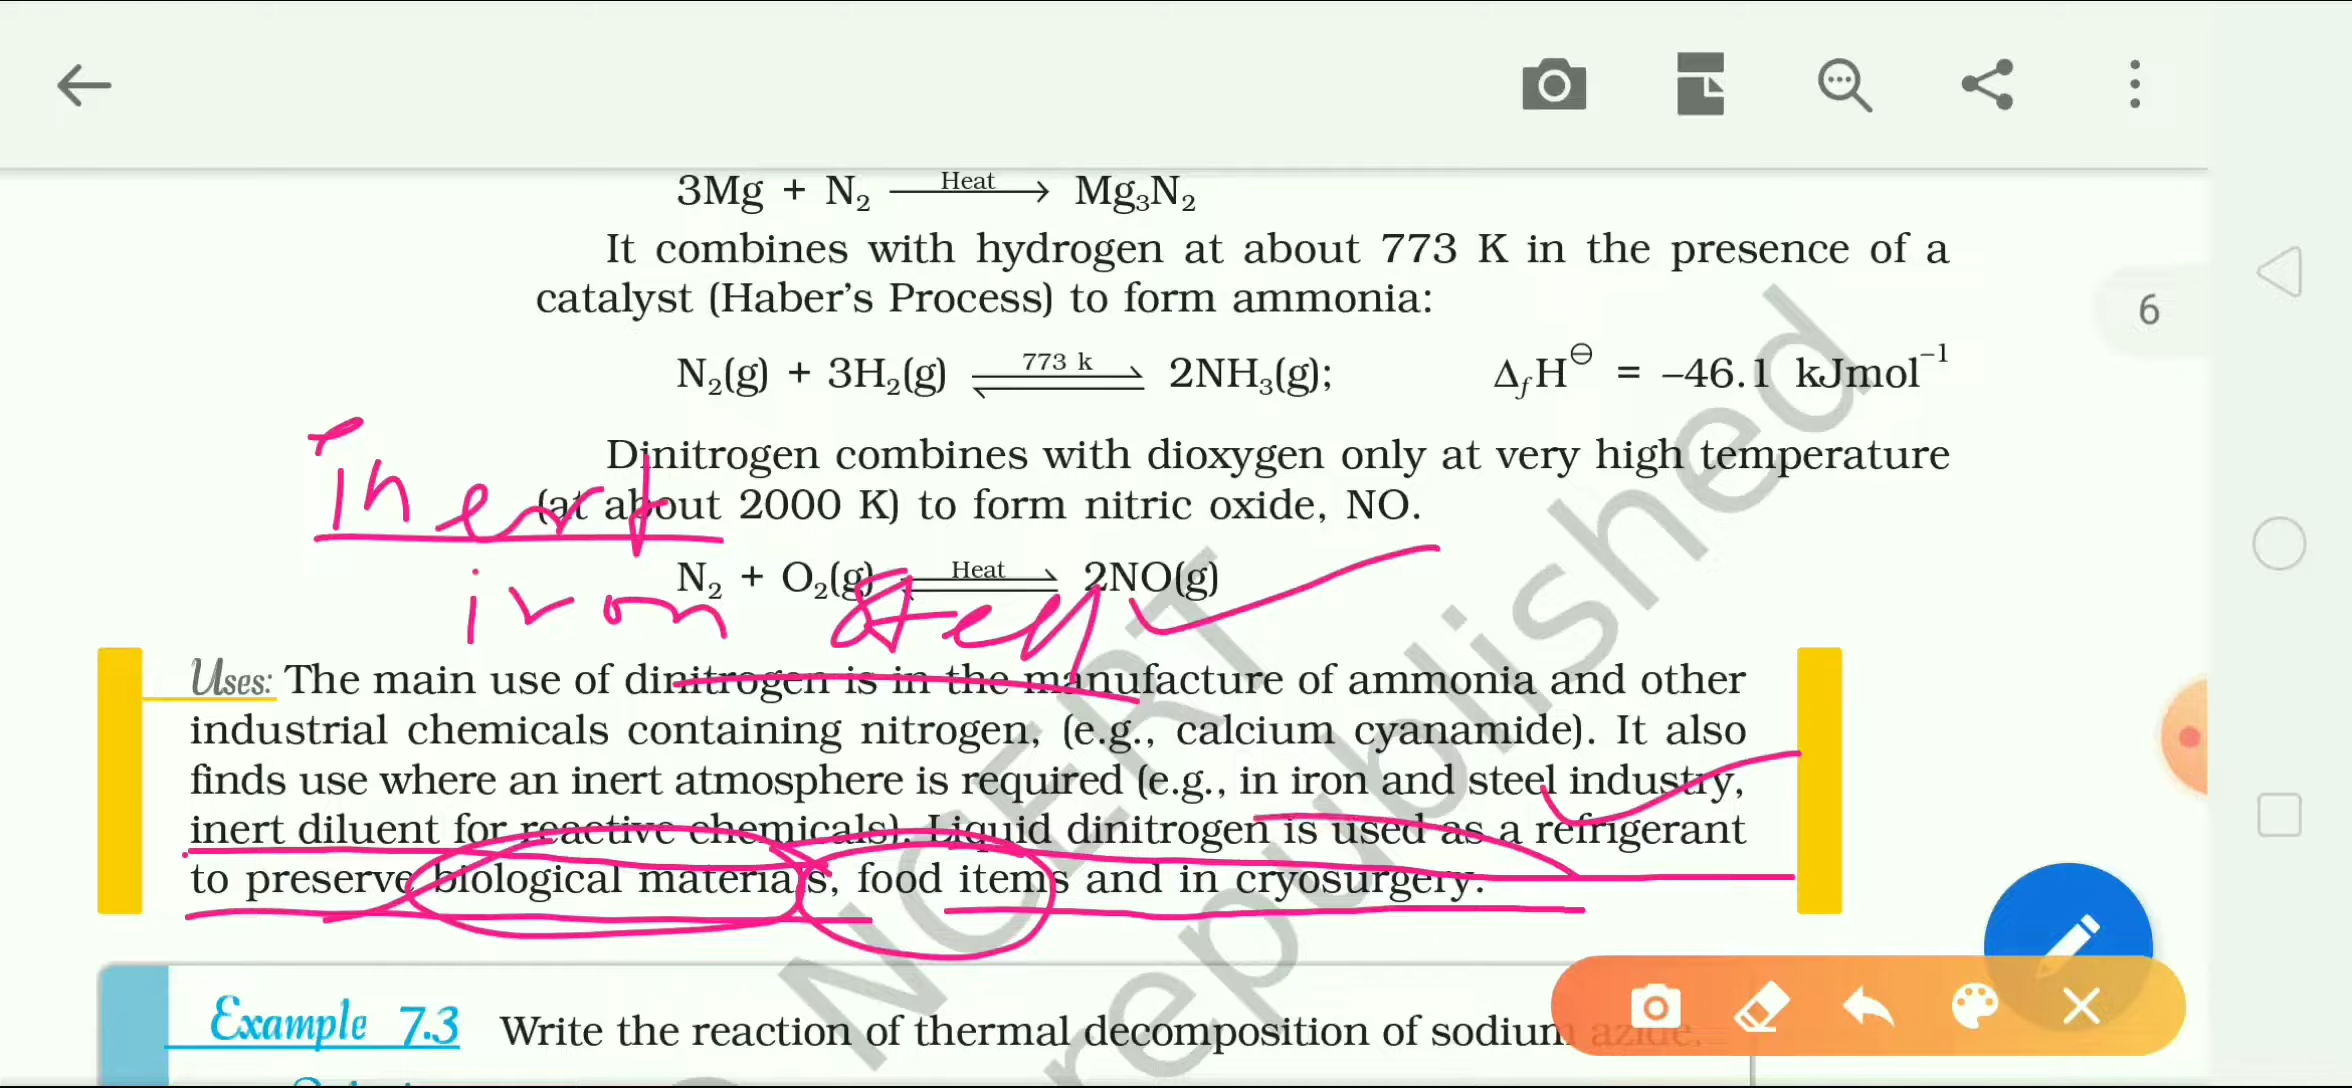 3Mg + N₂ —Heat→ Mg₃N₂
It combines with hydrogen at about 773 K in the presence of a
catalyst (Haber's Process) to form ammonia:
6
N₂(g) + 3H₂(g) ⇌ 773 k 2NH₃(g); ΔfH⊖ = –46.1 kJmol⁻¹
Dinitrogen combines with dioxygen only at very high temperature
Inert
(at about 2000 K) to form nitric oxide, NO.
N₂ + O₂(g) ⇌ Heat 2NO(g)
iron
Uses: The main use of dinitrogen is in the manufacture of ammonia and other
industrial chemicals containing nitrogen, (e.g., calcium cyanamide). It also
finds use where an inert atmosphere is required (e.g., in iron and steel industry,
inert diluent for reactive chemicals). Liquid dinitrogen is used as a refrigerant
to preserve biological materials, food items and in cryosurgery.
Example 7.3 Write the reaction of thermal decomposition of sodium azide.
NCERT
republished